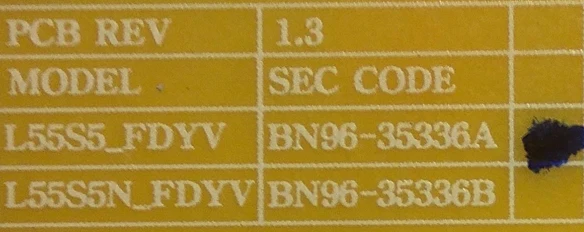 PCB REV 1.3
MODEL SEC CODE
L55S5_FDYV BN96-35336A
L55S5N_FDYV BN96-35336B